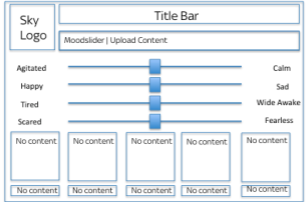 Sky
Logo
Title Bar
Moodslider | Upload Content
Agitated Calm
Happy Sad
Tired Wide Awake
Scared Fearless
No content No content No content No content No content
No content No content No content No content No content